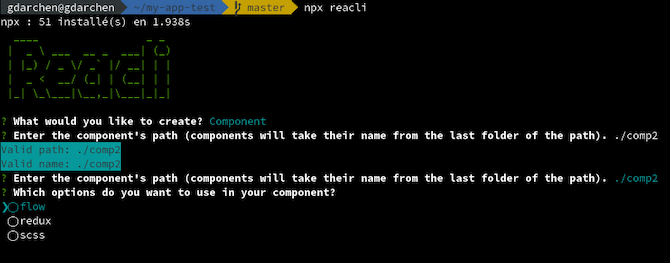 gdarchen@gdarchen ~/my-app-test master npx reacli
npx : 51 installé(s) en 1.938s
Reacli
? What would you like to create? Component
? Enter the component's path (components will take their name from the last folder of the path). ./comp2
Valid path: ./comp2
Valid name: ./comp2
? Enter the component's path (components will take their name from the last folder of the path). ./comp2
? Which options do you want to use in your component?
❯◯flow
◯redux
◯scss